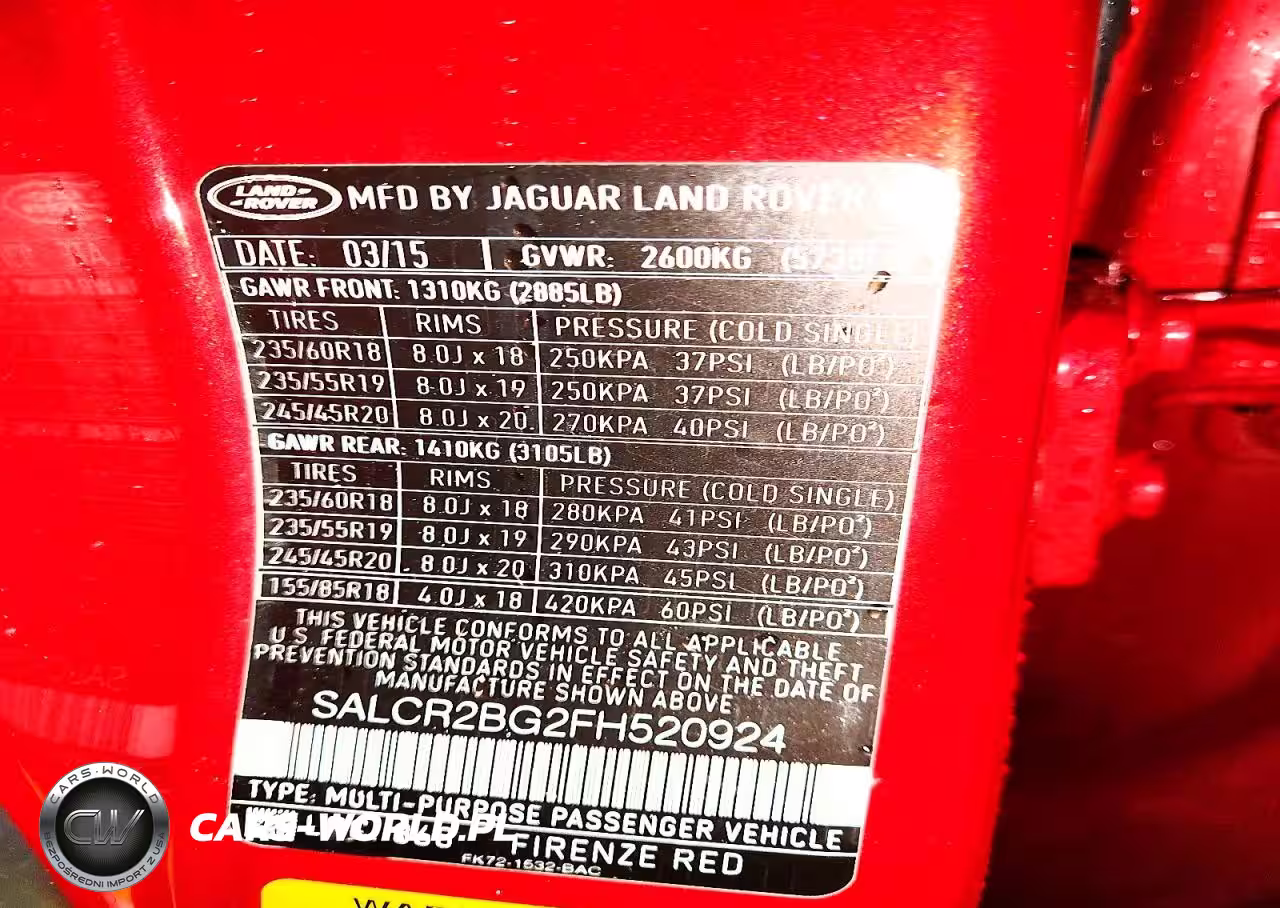 LAND-
-ROVER
MFD BY JAGUAR LAND ROVER
DATE: 03/15 GVWR: 2600KG
GAWR FRONT: 1310KG (2885LB)
TIRES RIMS PRESSURE (COLD SINGLE)
235/60R18 8.0J x 18 250KPA 37PSI (LB/PO²)
235/55R19 8.0J x 19 250KPA 37PSI (LB/PO²)
245/45R20 8.0J x 20 270KPA 40PSI (LB/PO²)
GAWR REAR: 1410KG (3105LB)
TIRES RIMS PRESSURE (COLD SINGLE)
235/60R18 8.0J x 18 280KPA 41PSI (LB/PO²)
235/55R19 8.0J x 19 290KPA 43PSI (LB/PO²)
245/45R20 8.0J x 20 310KPA 45PSI (LB/PO²)
155/85R18 4.0J x 18 420KPA 60PSI (LB/PO²)
THIS VEHICLE CONFORMS TO ALL APPLICABLE
U.S. FEDERAL MOTOR VEHICLE SAFETY AND THEFT
PREVENTION STANDARDS IN EFFECT ON THE DATE OF
MANUFACTURE SHOWN ABOVE
SALCR2BG2FH520924
TYPE: MULTI-PURPOSE PASSENGER VEHICLE
FIRENZE RED
FK72-1532-BAC
CARS-WORLD
CW
BEZPOŚREDNI IMPORT Z USA
CARS-WORLD.PL